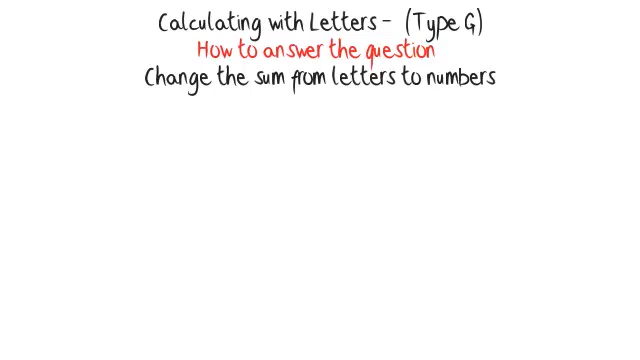 Calculating with Letters - (Type G)
How to answer the question
Change the sum from letters to numbers